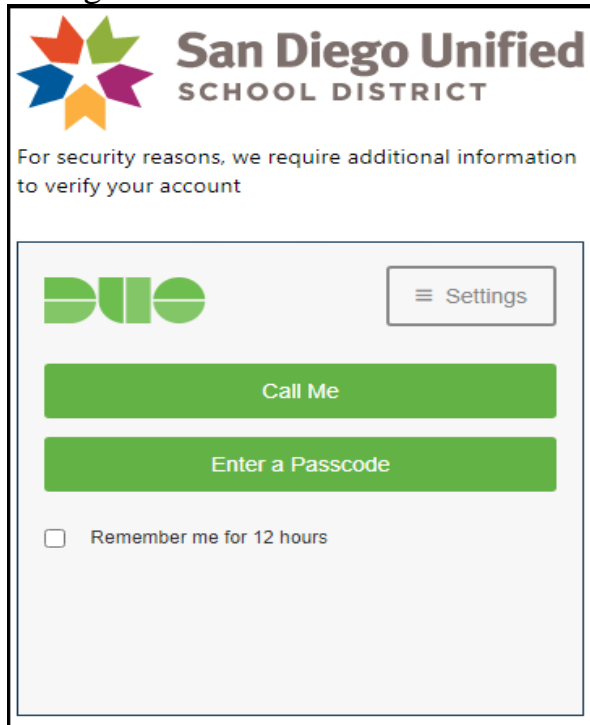 San Diego Unified
SCHOOL DISTRICT
For security reasons, we require additional information
to verify your account
DUO
≡ Settings
Call Me
Enter a Passcode
Remember me for 12 hours